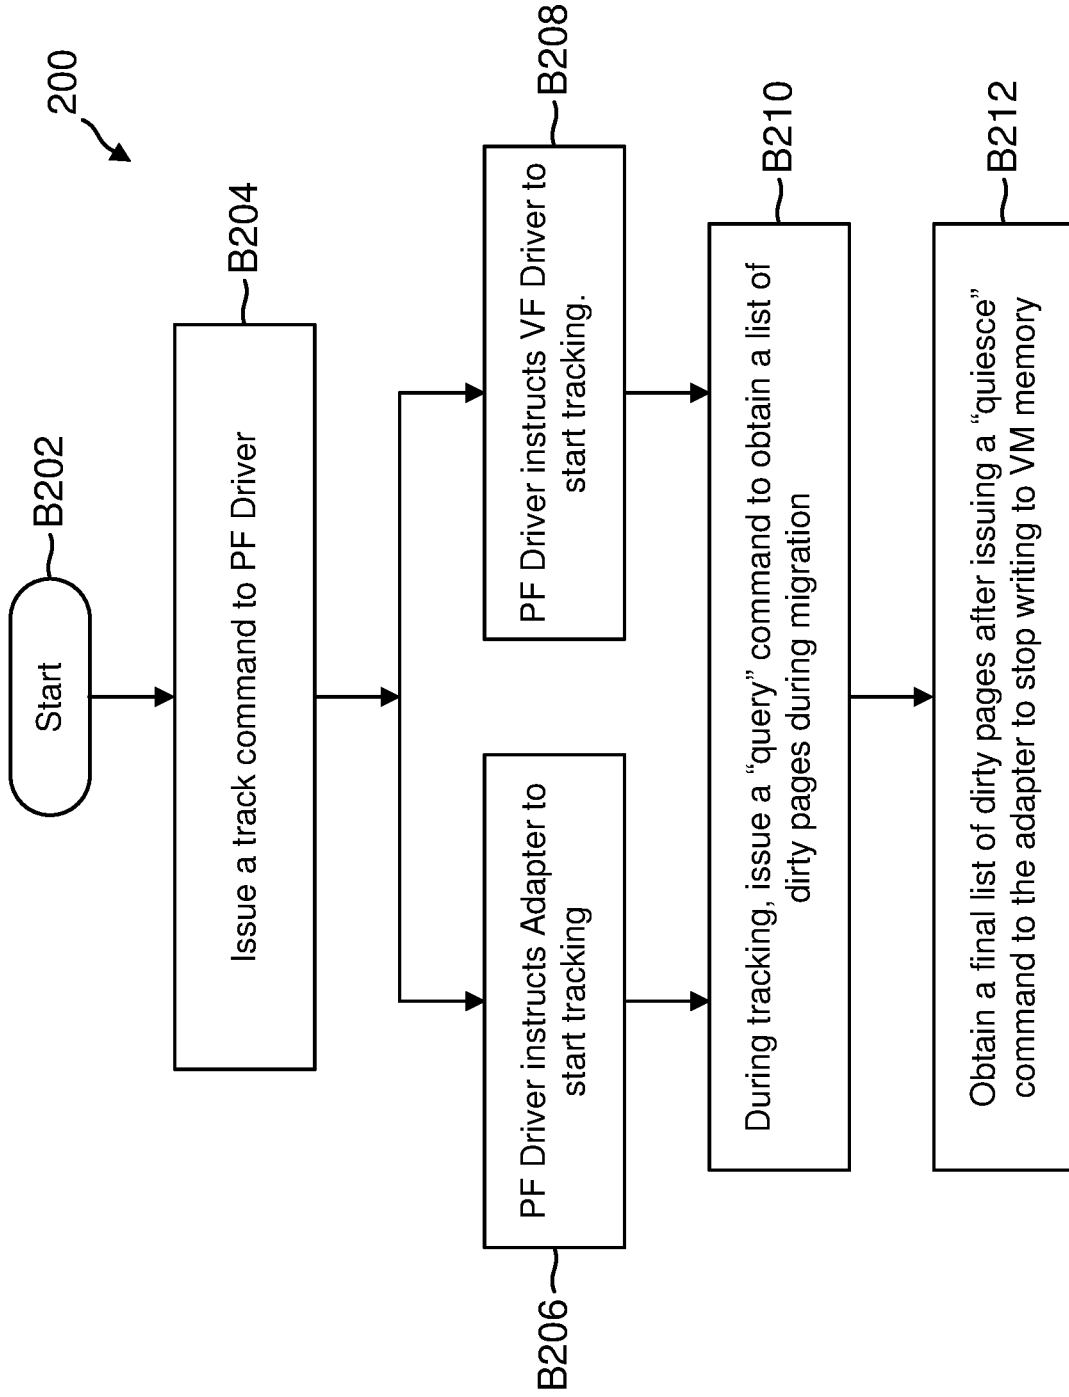 200
Start
B202
Issue a track command to PF Driver
B204
PF Driver instructs Adapter to
start tracking
B206
PF Driver instructs VF Driver to
start tracking.
B208
During tracking, issue a “query” command to obtain a list of
dirty pages during migration
B210
Obtain a final list of dirty pages after issuing a “quiesce”
command to the adapter to stop writing to VM memory
B212